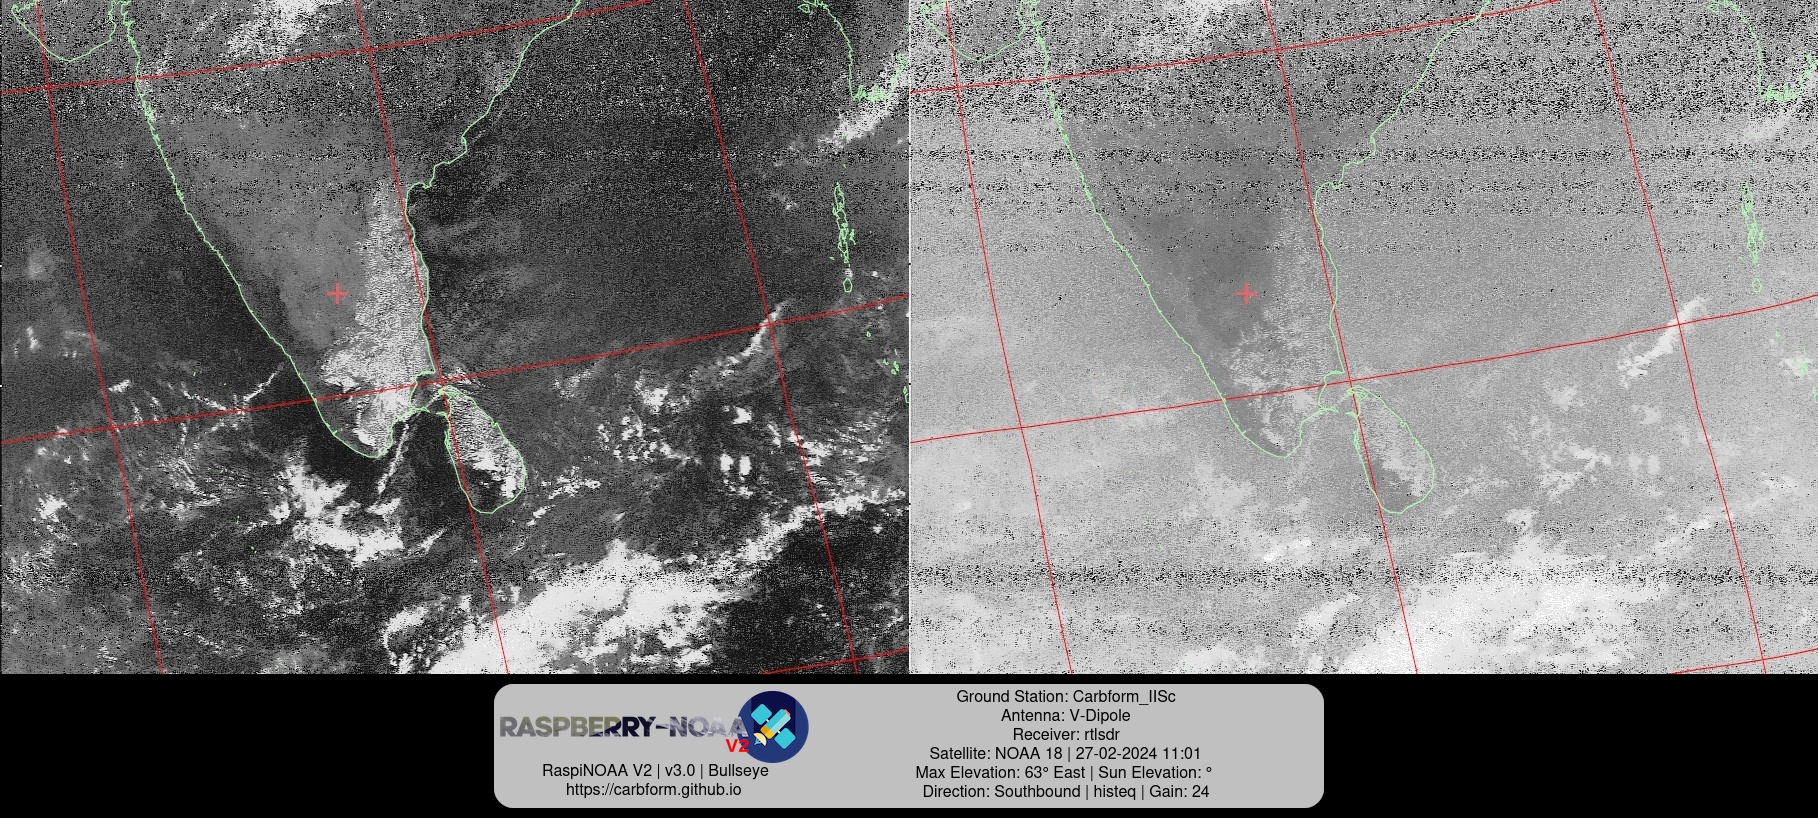 RASPBERRY-NOAA
V2
RaspiNOAA V2 | v3.0 | Bullseye
https://carbform.github.io
Ground Station: Carbform_IISc
Antenna: V-Dipole
Receiver: rtlsdr
Satellite: NOAA 18 | 27-02-2024 11:01
Max Elevation: 63° East | Sun Elevation: °
Direction: Southbound | histeq | Gain: 24